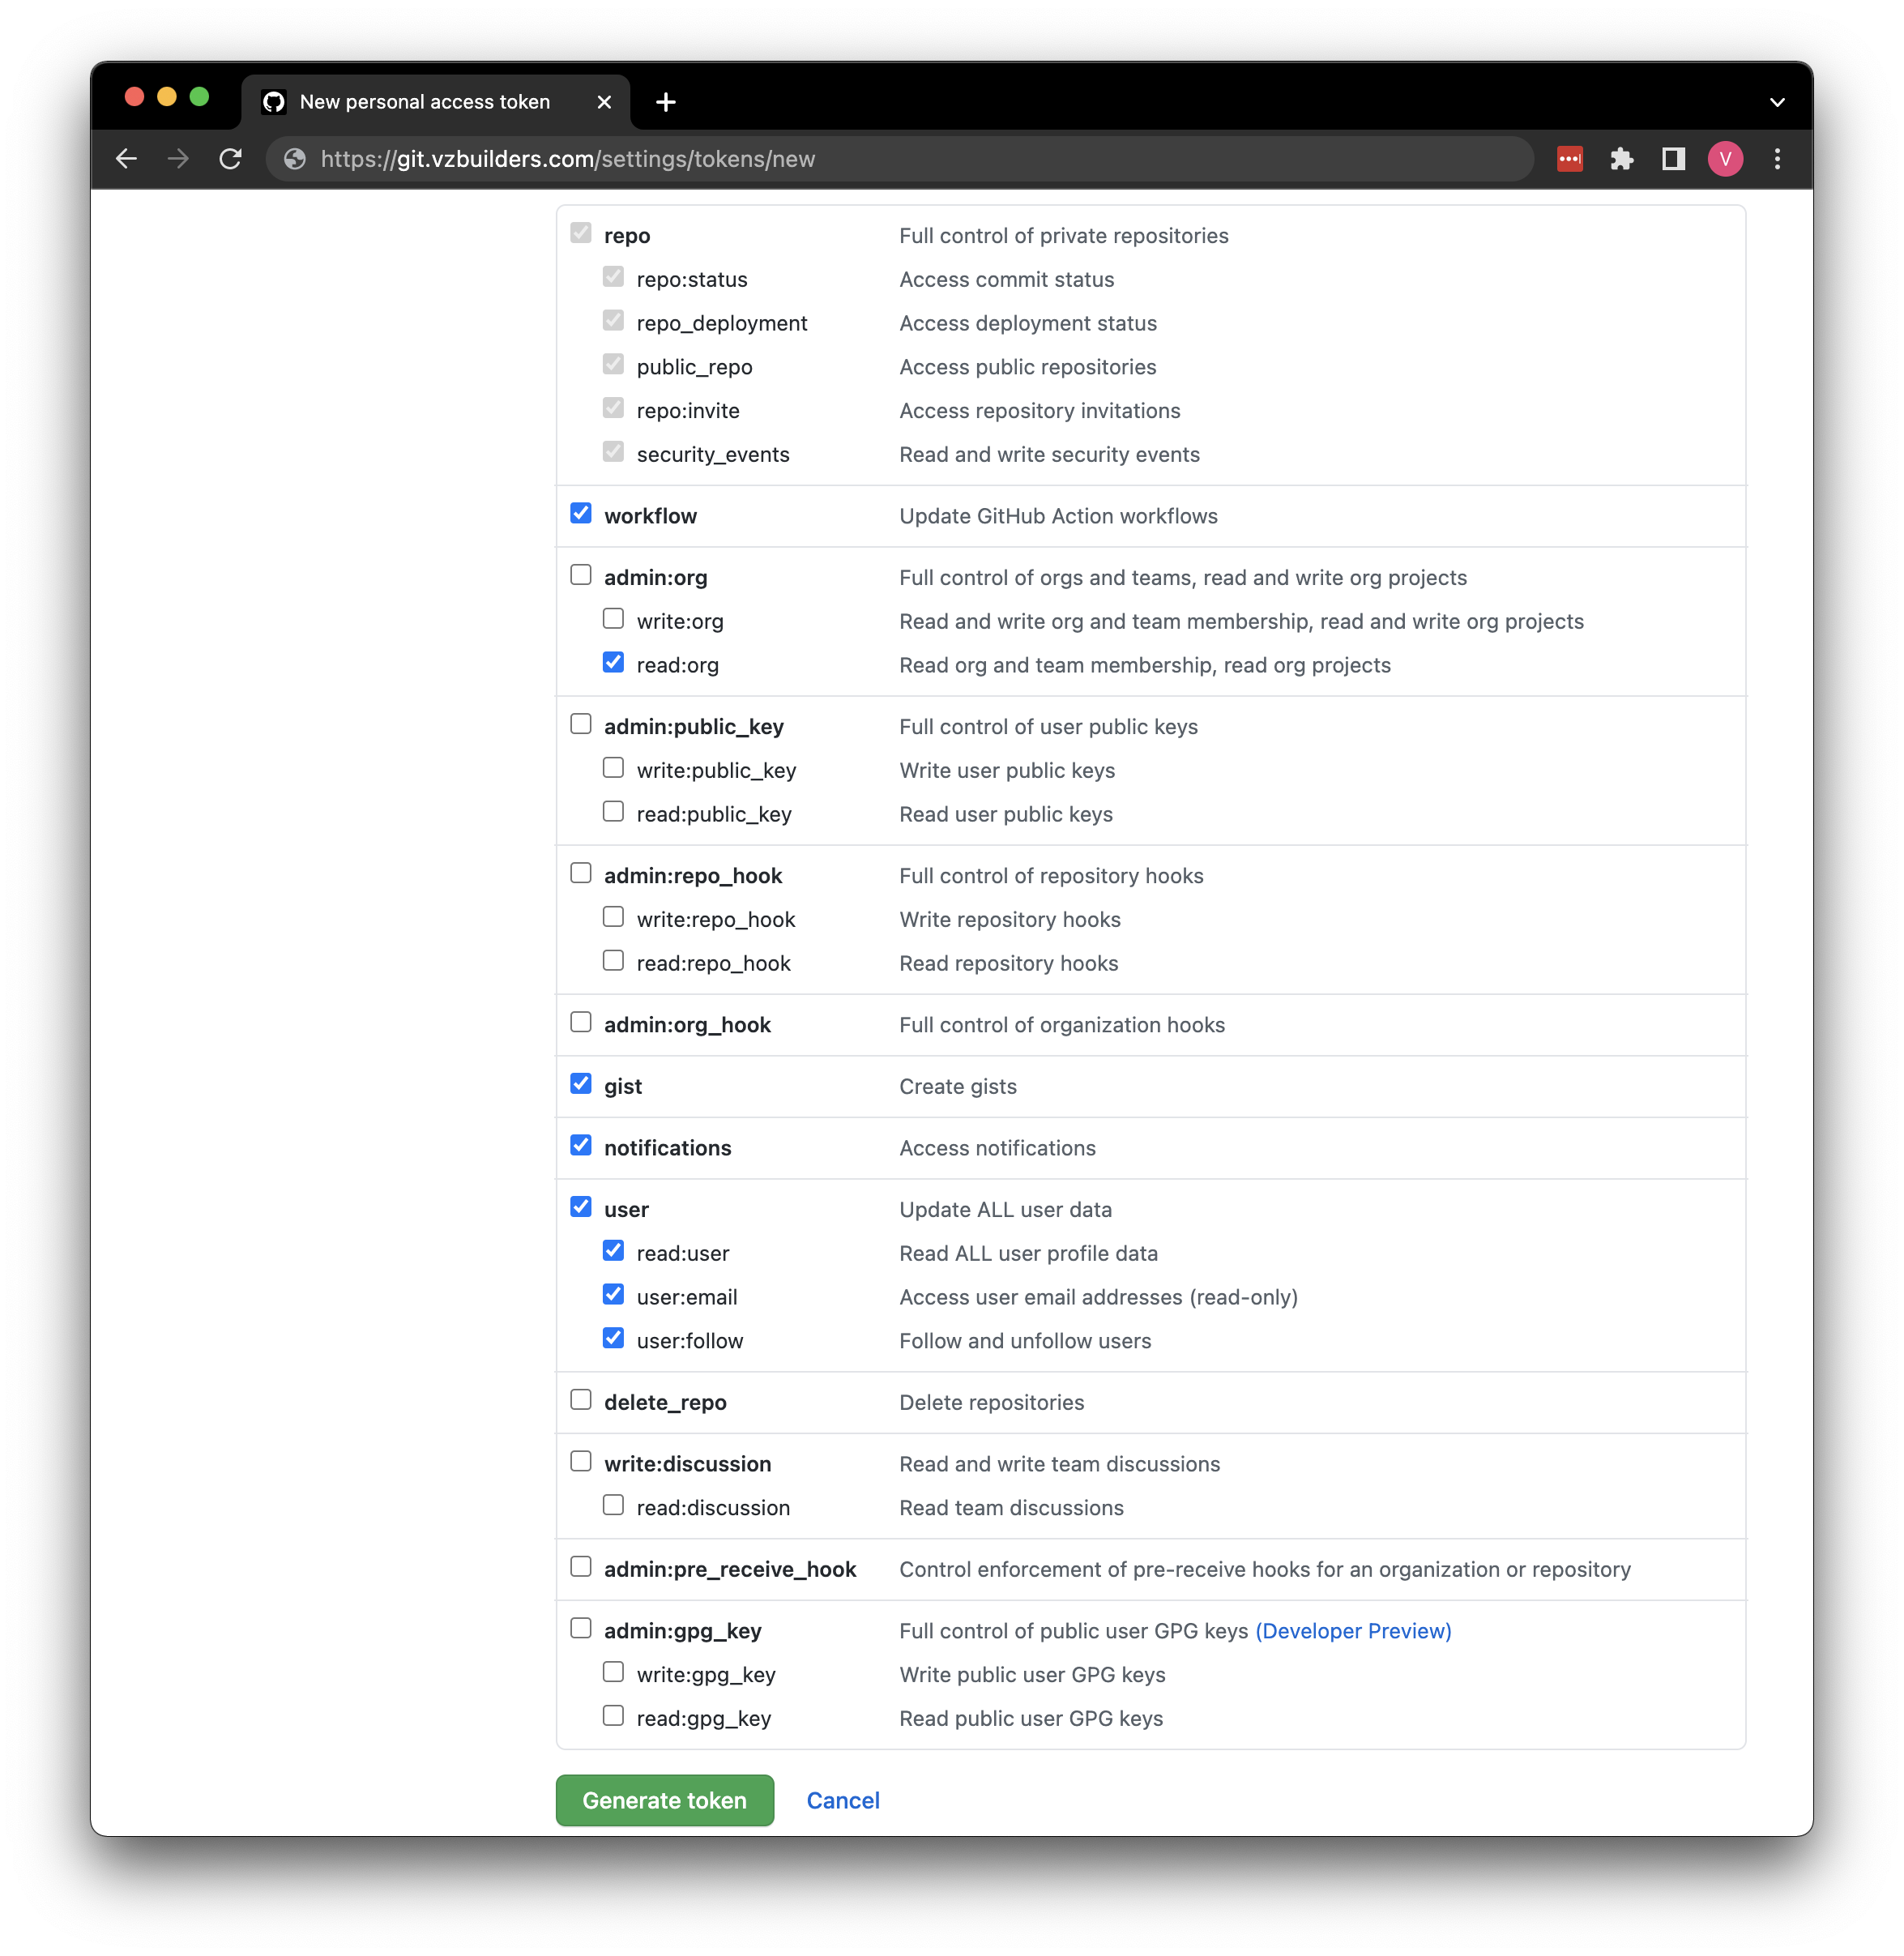 New personal access token
https://git.vzbuilders.com/settings/tokens/new
V
repo Full control of private repositories
repo:status Access commit status
repo_deployment Access deployment status
public_repo Access public repositories
repo:invite Access repository invitations
security_events Read and write security events
workflow Update GitHub Action workflows
admin:org Full control of orgs and teams, read and write org projects
write:org Read and write org and team membership, read and write org projects
read:org Read org and team membership, read org projects
admin:public_key Full control of user public keys
write:public_key Write user public keys
read:public_key Read user public keys
admin:repo_hook Full control of repository hooks
write:repo_hook Write repository hooks
read:repo_hook Read repository hooks
admin:org_hook Full control of organization hooks
gist Create gists
notifications Access notifications
user Update ALL user data
read:user Read ALL user profile data
user:email Access user email addresses (read-only)
user:follow Follow and unfollow users
delete_repo Delete repositories
write:discussion Read and write team discussions
read:discussion Read team discussions
admin:pre_receive_hook Control enforcement of pre-receive hooks for an organization or repository
admin:gpg_key Full control of public user GPG keys (Developer Preview)
write:gpg_key Write public user GPG keys
read:gpg_key Read public user GPG keys
Generate token Cancel